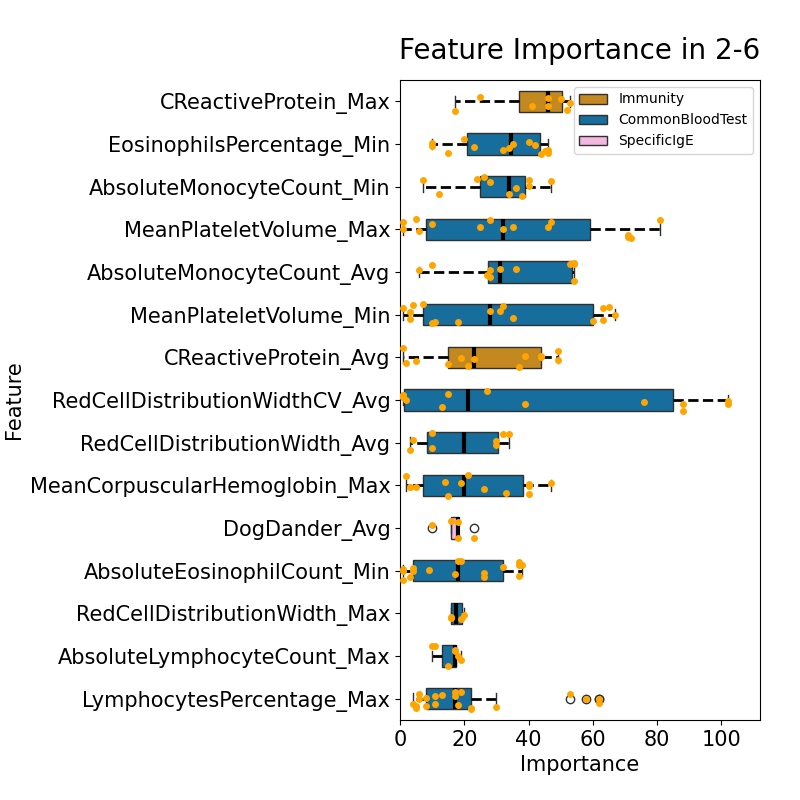 Feature Importance in 2-6
Immunity
CommonBloodTest
SpecificIgE
Feature
CReactiveProtein_Max
EosinophilsPercentage_Min
AbsoluteMonocyteCount_Min
MeanPlateletVolume_Max
AbsoluteMonocyteCount_Avg
MeanPlateletVolume_Min
CReactiveProtein_Avg
RedCellDistributionWidthCV_Avg
RedCellDistributionWidth_Avg
MeanCorpuscularHemoglobin_Max
DogDander_Avg
AbsoluteEosinophilCount_Min
RedCellDistributionWidth_Max
AbsoluteLymphocyteCount_Max
LymphocytesPercentage_Max
0 20 40 60 80 100
Importance